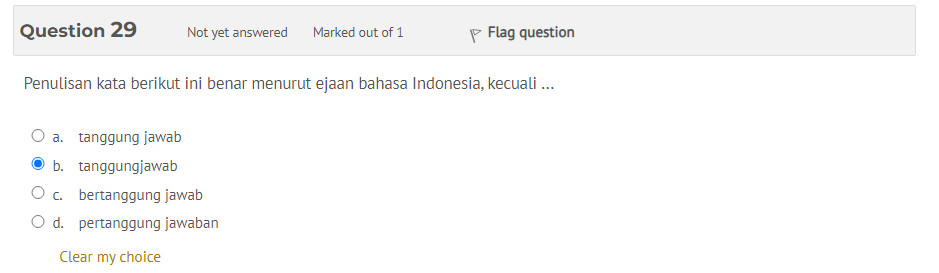 Question 29 Not yet answered Marked out of 1 Flag question
Penulisan kata berikut ini benar menurut ejaan bahasa Indonesia, kecuali ...
a. tanggung jawab
b. tanggungjawab
c. bertanggung jawab
d. pertanggung jawaban
Clear my choice